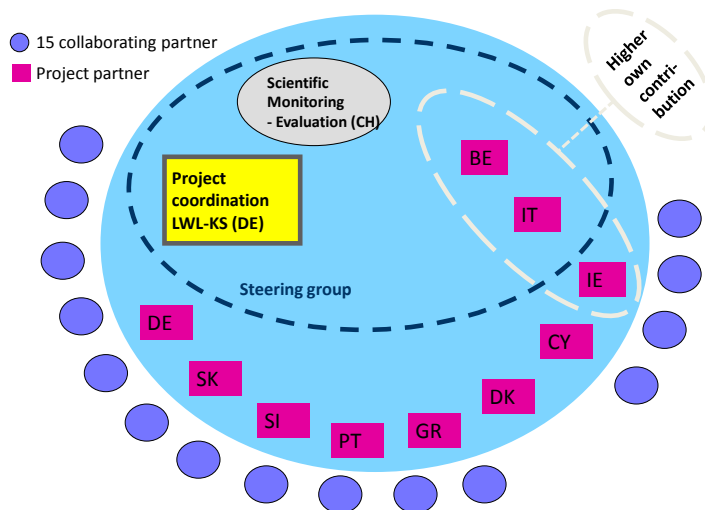 15 collaborating partner
Project partner
Higher
own
contri-
bution
Scientific
Monitoring
- Evaluation (CH)
BE
Project
coordination
LWL-KS (DE)
IT
IE
Steering group
DE
CY
SK
DK
SI
GR
PT